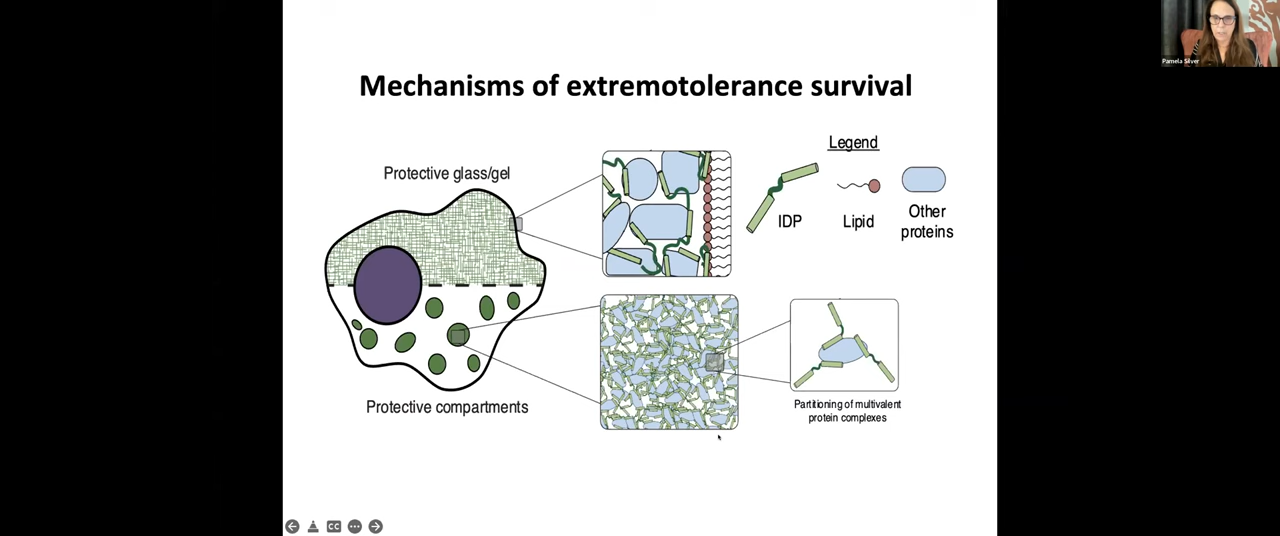 Pamela Silver
Mechanisms of extremotolerance survival
Protective glass/gel
Legend
IDP
Lipid
Other
proteins
Protective compartments
Partitioning of multivalent
protein complexes
CC